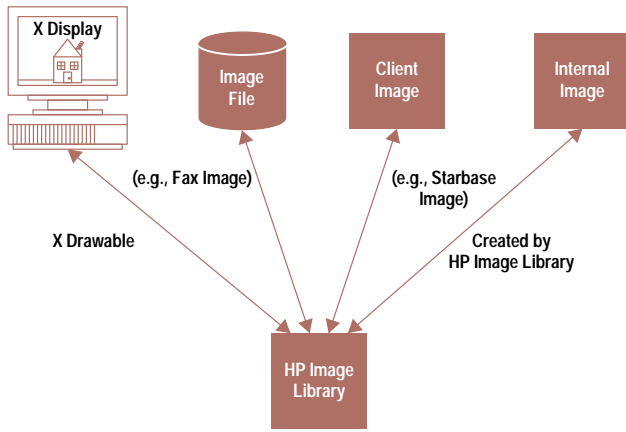 X Display
Image
File
Client
Image
Internal
Image
(e.g., Fax Image)
(e.g., Starbase
Image)
X Drawable
Created by
HP Image Library
HP Image
Library